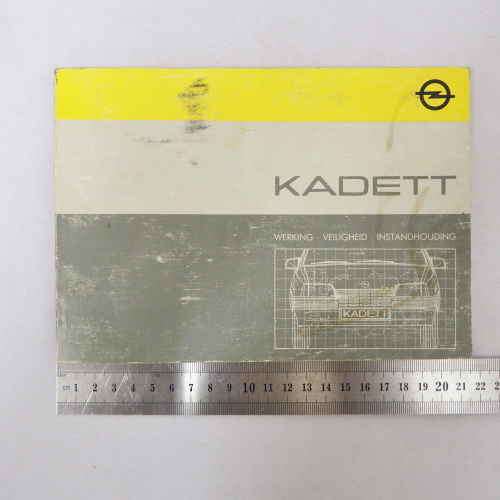 KADETT
WERKING · VEILIGHEID · INSTANDHOUDING
KADETT
cm 1 2 3 4 5 6 7 8 9 10 11 12 13 14 15 16 17 18 19 20 21 22